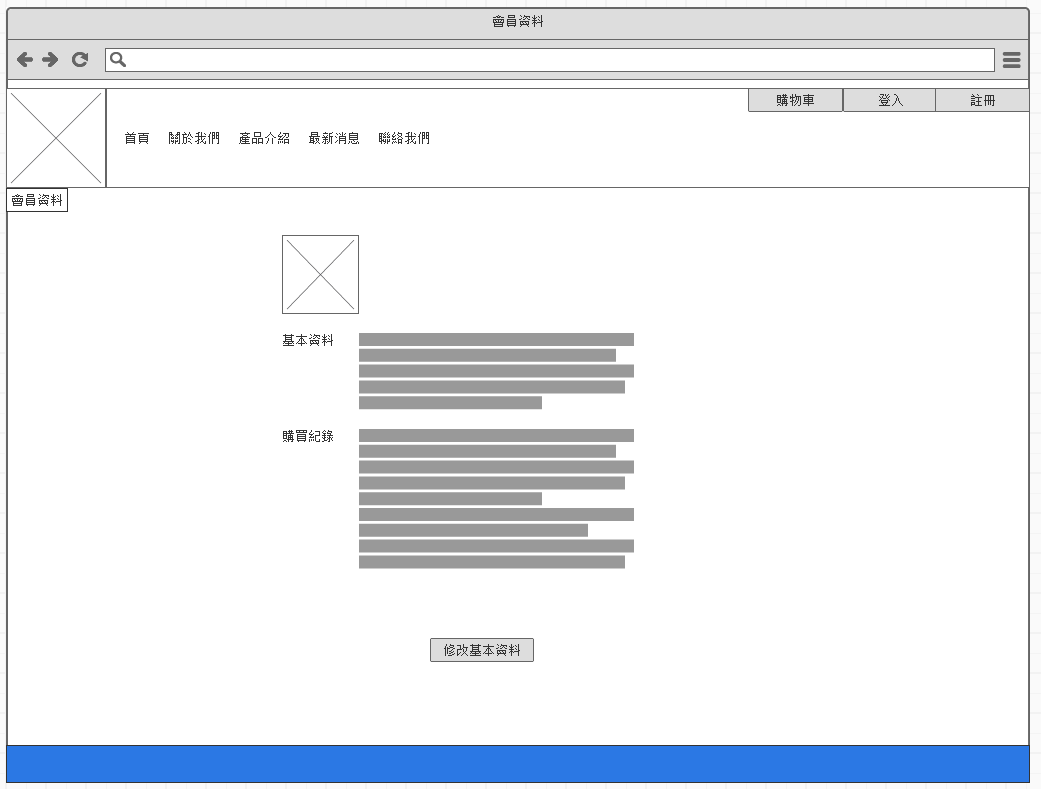 會員資料
購物車 登入 註冊
首頁 關於我們 產品介紹 最新消息 聯絡我們
會員資料
基本資料
購買紀錄
修改基本資料